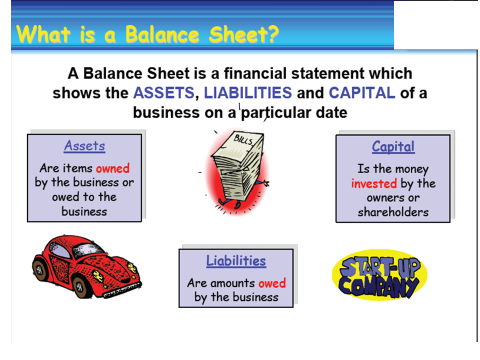 What is a Balance Sheet?
A Balance Sheet is a financial statement which
shows the ASSETS, LIABILITIES and CAPITAL of a
business on a particular date
Assets
Are items owned
by the business or
owed to the
business
BILLS
Capital
Is the money
invested by the
owners or
shareholders
Liabilities
Are amounts owed
by the business
START-UP
COMPANY